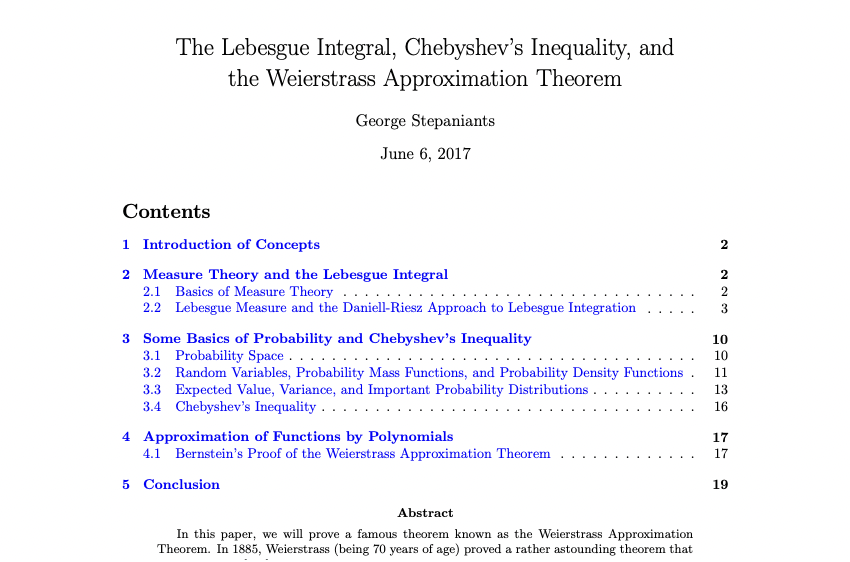 The Lebesgue Integral, Chebyshev's Inequality, and
the Weierstrass Approximation Theorem
George Stepaniants
June 6, 2017
Contents
1 Introduction of Concepts 2
2 Measure Theory and the Lebesgue Integral 2
2.1 Basics of Measure Theory . . . . . . . . . . . . . . . . . . . . . . . . . . . . . . . . . 2
2.2 Lebesgue Measure and the Daniell-Riesz Approach to Lebesgue Integration . . . . . 3
3 Some Basics of Probability and Chebyshev's Inequality 10
3.1 Probability Space . . . . . . . . . . . . . . . . . . . . . . . . . . . . . . . . . . . . . . 10
3.2 Random Variables, Probability Mass Functions, and Probability Density Functions . 11
3.3 Expected Value, Variance, and Important Probability Distributions . . . . . . . . . . 13
3.4 Chebyshev's Inequality . . . . . . . . . . . . . . . . . . . . . . . . . . . . . . . . . . . 16
4 Approximation of Functions by Polynomials 17
4.1 Bernstein's Proof of the Weierstrass Approximation Theorem . . . . . . . . . . . . . 17
5 Conclusion 19
Abstract
In this paper, we will prove a famous theorem known as the Weierstrass Approximation
Theorem. In 1885, Weierstrass (being 70 years of age) proved a rather astounding theorem that